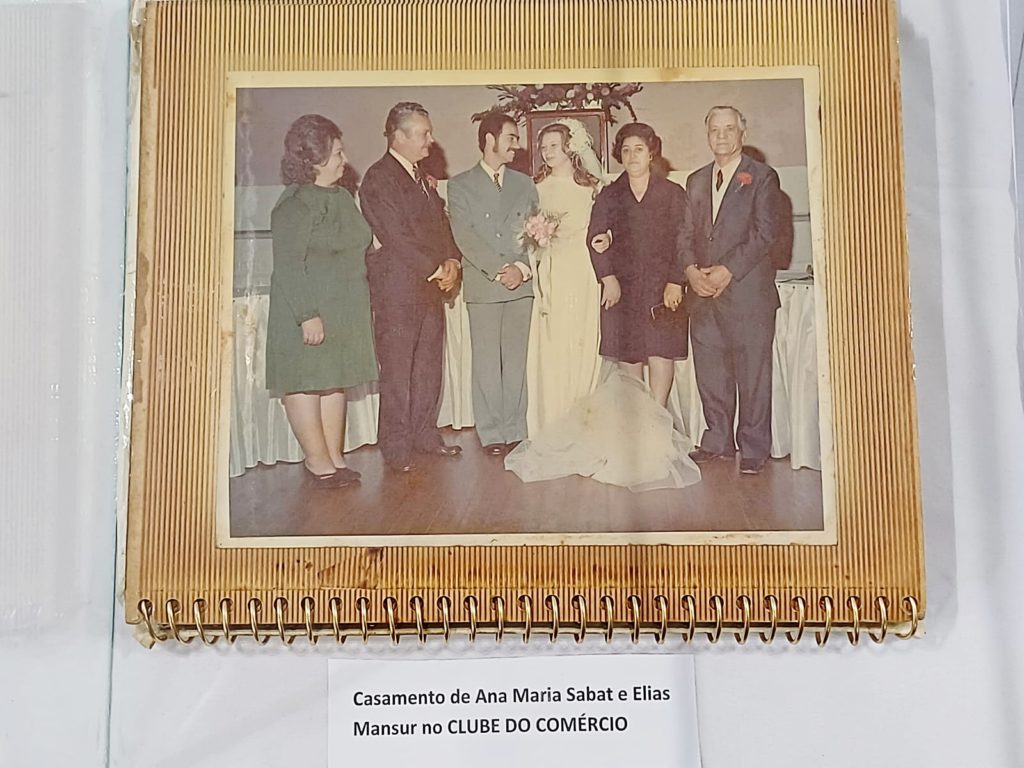 Casamento de Ana Maria Sabat e Elias
Mansur no CLUBE DO COMÉRCIO